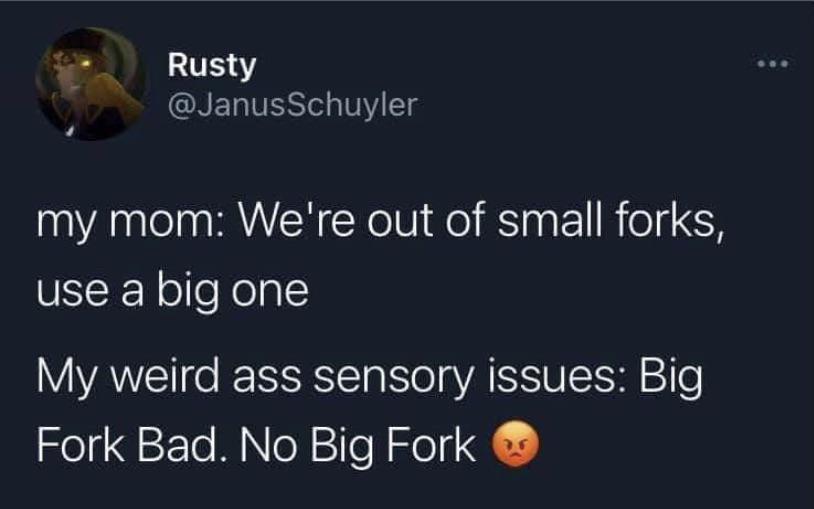 Rusty
@JanusSchuyler
my mom: We're out of small forks,
use a big one
My weird ass sensory issues: Big
Fork Bad. No Big Fork 😡